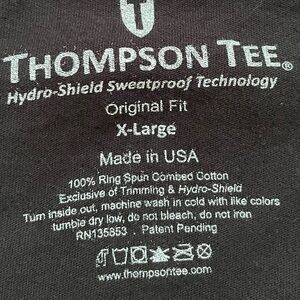 T
THOMPSON TEE®
Hydro-Shield Sweatproof Technology
Original Fit
X-Large
Made in USA
100% Ring Spun Combed Cotton
Exclusive of Trimming & Hydro-Shield
Turn inside out, machine wash in cold with like colors
tumble dry low, do not bleach, do not iron
RN135853 . Patent Pending
www.thompsontee.com